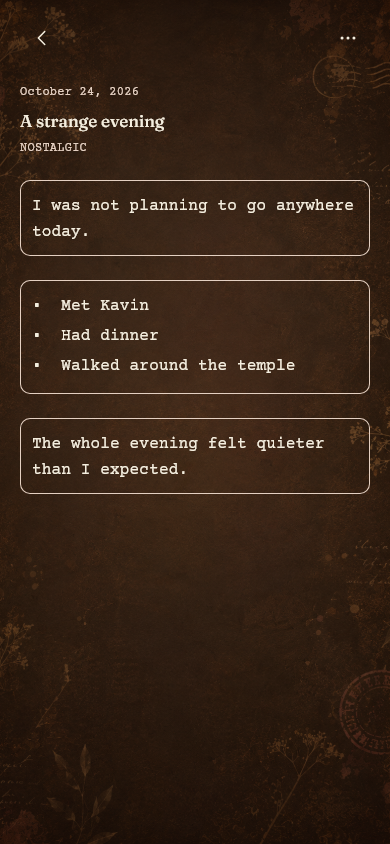 October 24, 2026
A strange evening
NOSTALGIC
I was not planning to go anywhere
today.
▪ Met Kavin
▪ Had dinner
▪ Walked around the temple
The whole evening felt quieter
than I expected.